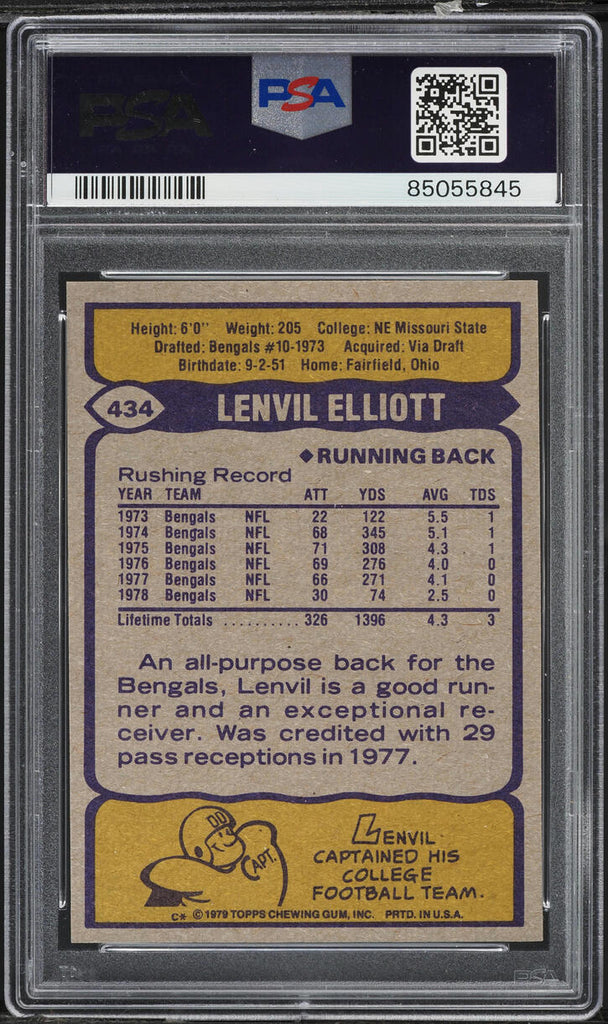 PSA
PSA
85055845
Height: 6'0" Weight: 205 College: NE Missouri State
Drafted: Bengals #10-1973 Acquired: Via Draft
Birthdate: 9-2-51 Home: Fairfield, Ohio
434 LENVIL ELLIOTT
◆RUNNING BACK
Rushing Record
YEAR TEAM ATT YDS AVG TDS
1973 Bengals NFL 22 122 5.5 1
1974 Bengals NFL 68 345 5.1 1
1975 Bengals NFL 71 308 4.3 1
1976 Bengals NFL 69 276 4.0 0
1977 Bengals NFL 66 271 4.1 0
1978 Bengals NFL 30 74 2.5 0
Lifetime Totals .......... 326 1396 4.3 3
An all-purpose back for the
Bengals, Lenvil is a good run-
ner and an exceptional re-
ceiver. Was credited with 29
pass receptions in 1977.
DD
CAPT.
LENVIL
CAPTAINED HIS
COLLEGE
FOOTBALL TEAM.
C* © 1979 TOPPS CHEWING GUM, INC. PRTD. IN U.S.A.
PSA